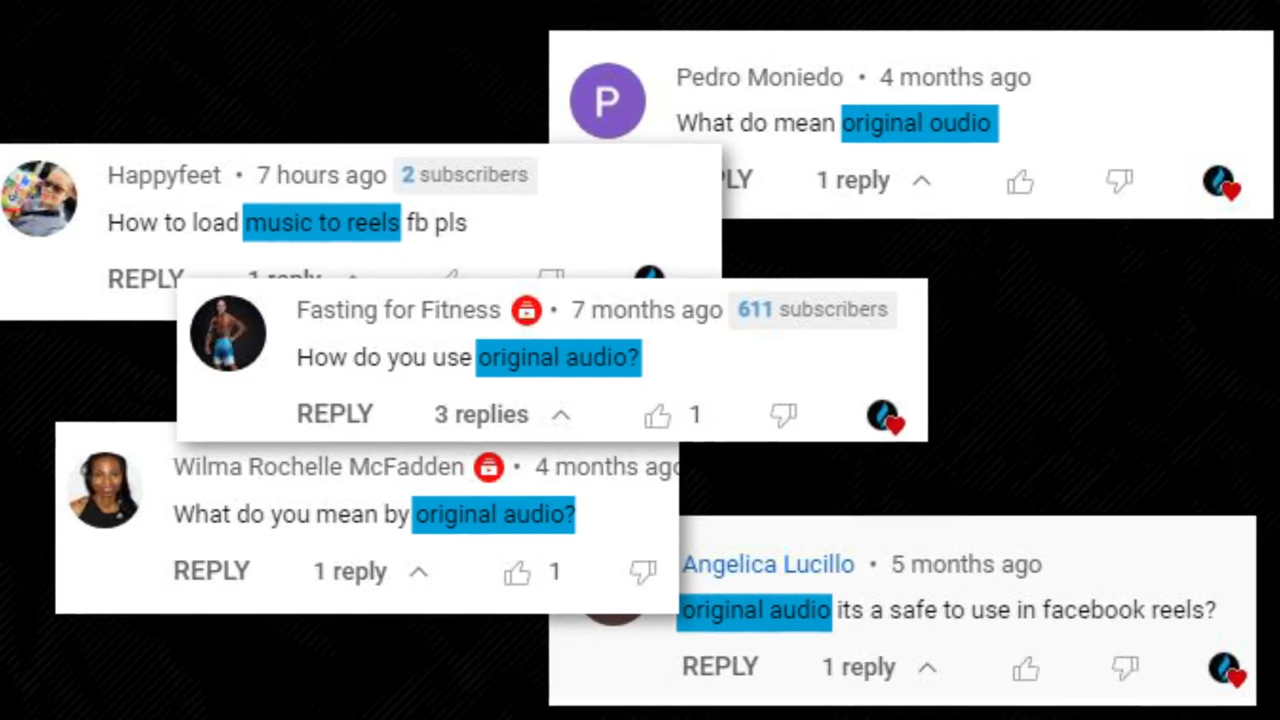 Pedro Moniedo • 4 months ago
P
What do mean original oudio
1 reply
Happyfeet • 7 hours ago 2 subscribers
How to load music to reels fb pls
REPLY 1 reply
Fasting for Fitness • 7 months ago 611 subscribers
How do you use original audio?
REPLY 3 replies 1
Wilma Rochelle McFadden • 4 months ago
What do you mean by original audio?
REPLY 1 reply 1
Angelica Lucillo • 5 months ago
original audio its a safe to use in facebook reels?
REPLY 1 reply